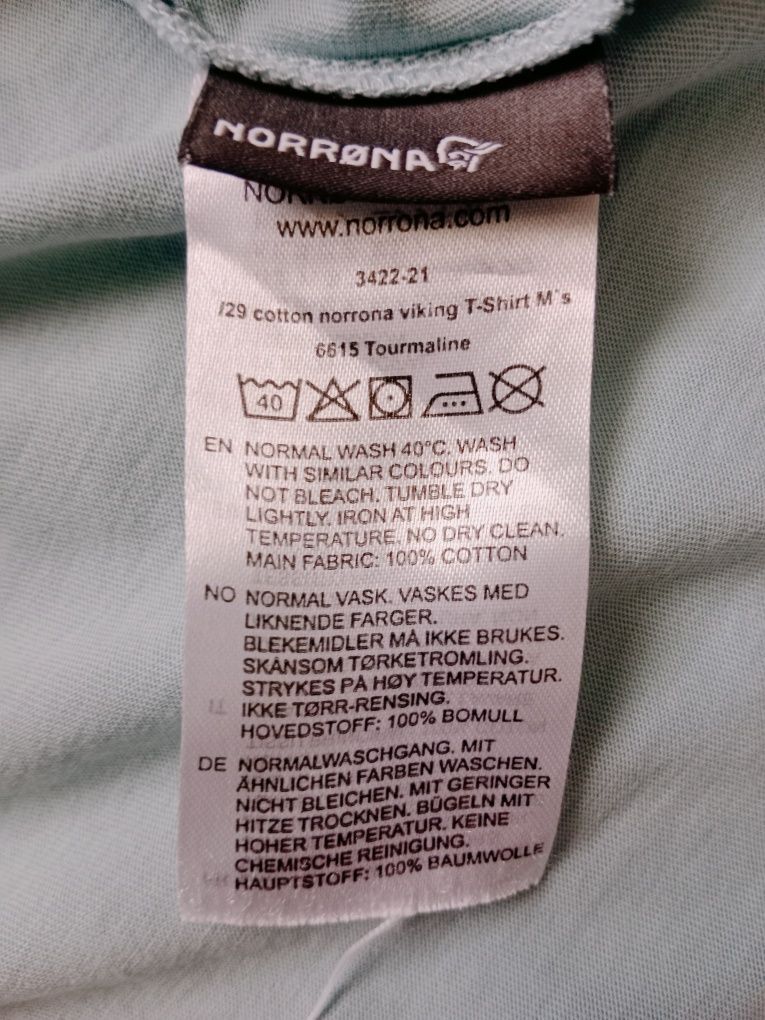 NORRØNA
www.norrona.com
3422-21
/29 cotton norrona viking T-Shirt M´s
6615 Tourmaline
40
EN NORMAL WASH 40°C. WASH
WITH SIMILAR COLOURS. DO
NOT BLEACH. TUMBLE DRY
LIGHTLY. IRON AT HIGH
TEMPERATURE. NO DRY CLEAN.
MAIN FABRIC: 100% COTTON
NO NORMAL VASK. VASKES MED
LIKNENDE FARGER.
BLEKEMIDLER MÅ IKKE BRUKES.
SKÅNSOM TØRKETROMLING.
STRYKES PÅ HØY TEMPERATUR.
IKKE TØRR-RENSING.
HOVEDSTOFF: 100% BOMULL
DE NORMALWASCHGANG. MIT
ÄHNLICHEN FARBEN WASCHEN.
NICHT BLEICHEN. MIT GERINGER
HITZE TROCKNEN. BÜGELN MIT
HOHER TEMPERATUR. KEINE
CHEMISCHE REINIGUNG.
HAUPTSTOFF: 100% BAUMWOLLE